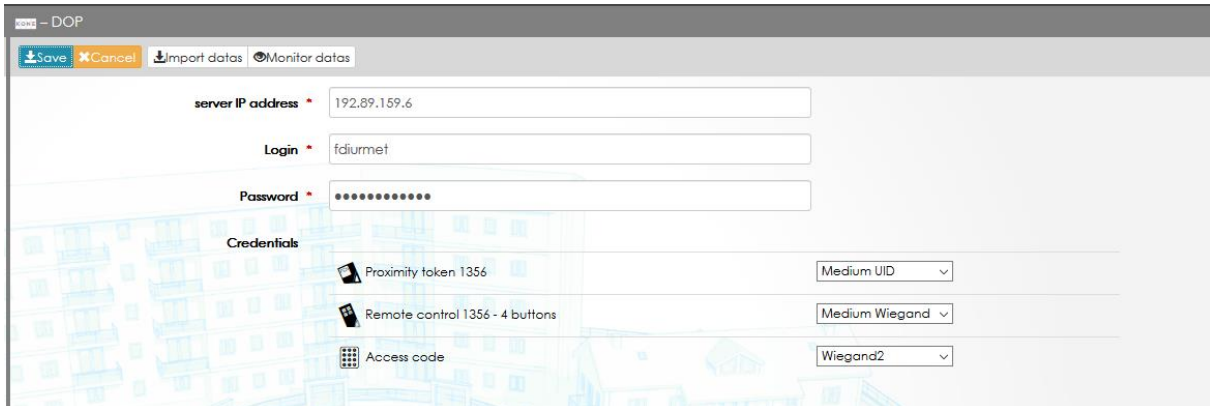 KONE – DOP
Save Cancel Import datas Monitor datas
server IP address * 192.89.159.6
Login * fdiurmet
Password * ••••••••••••
Credentials
Proximity token 1356 Medium UID
Remote control 1356 - 4 buttons Medium Wiegand
Access code Wiegand2